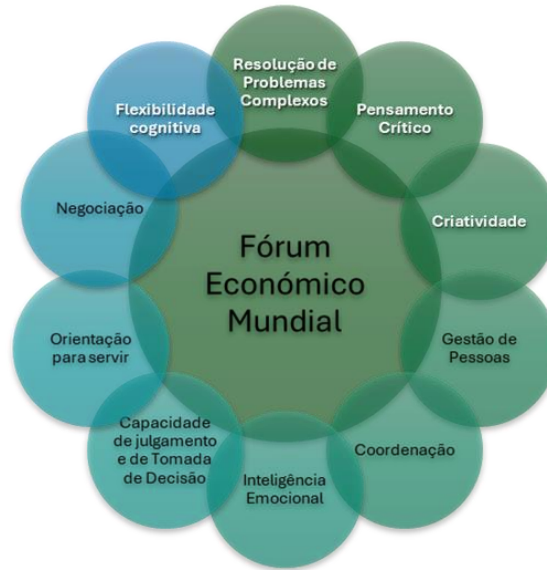 Fórum
Económico
Mundial
Resolução de
Problemas
Complexos
Pensamento
Crítico
Criatividade
Gestão de
Pessoas
Coordenação
Inteligência
Emocional
Capacidade
de julgamento
e de Tomada
de Decisão
Orientação
para servir
Negociação
Flexibilidade
cognitiva